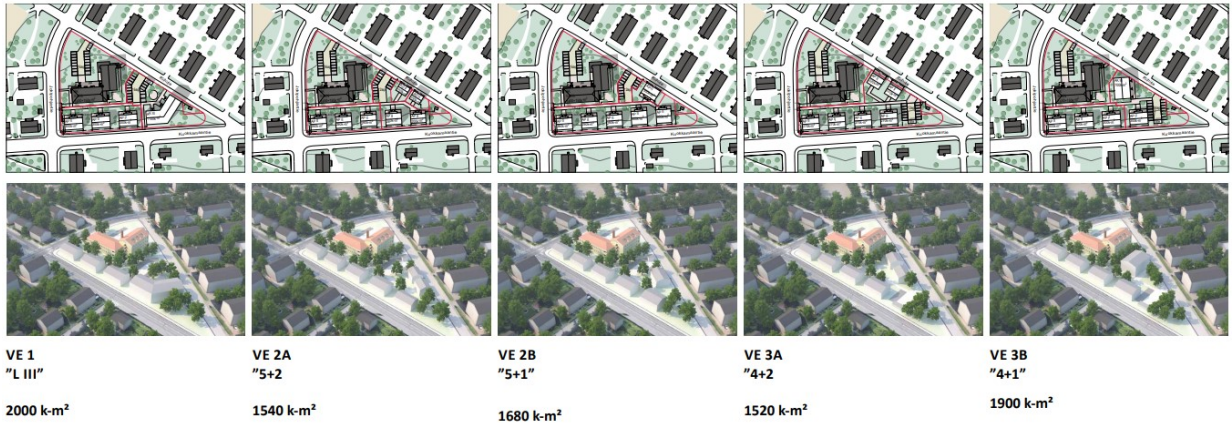 VE 1
"L III"
2000 k-m²
VE 2A
"5+2
1540 k-m²
VE 2B
"5+1"
1680 k-m²
VE 3A
"4+2
1520 k-m²
VE 3B
"4+1"
1900 k-m²